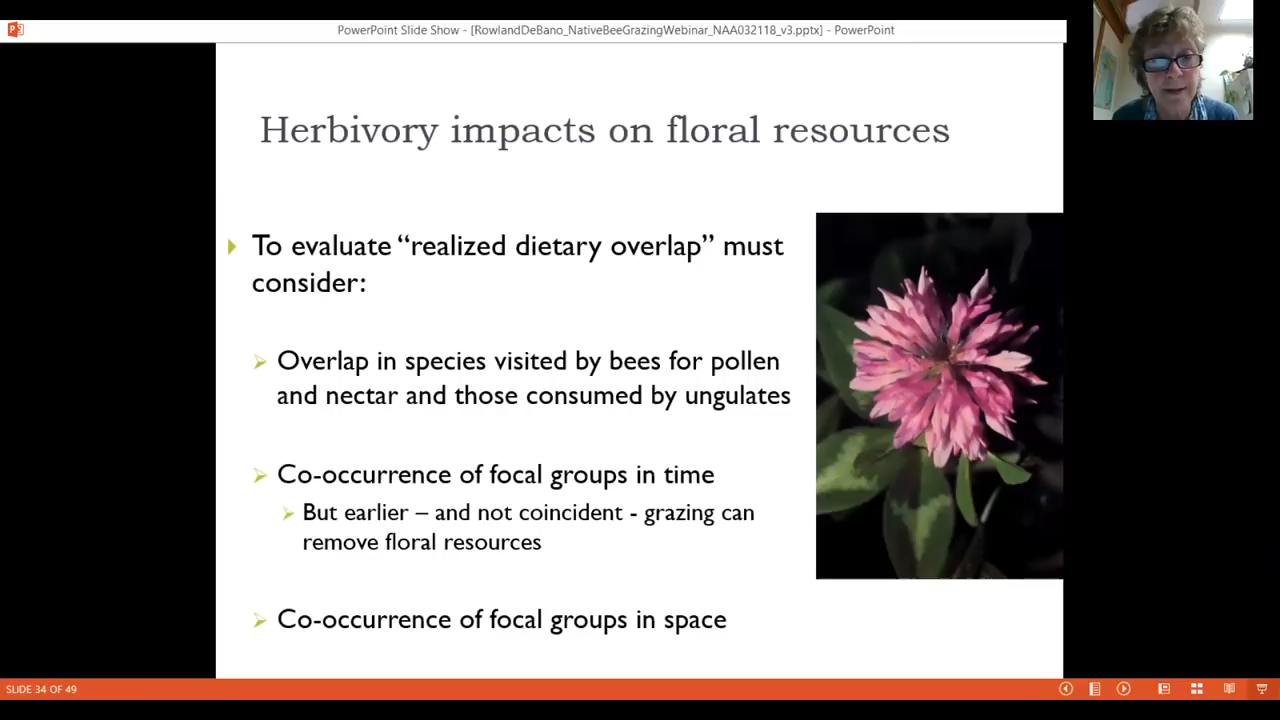 PowerPoint Slide Show - [RowlandDeBano_NativeBeeGrazingWebinar_NAA032118_v3.pptx] - PowerPoint
Herbivory impacts on floral resources
To evaluate “realized dietary overlap” must
consider:
Overlap in species visited by bees for pollen
and nectar and those consumed by ungulates
Co-occurrence of focal groups in time
But earlier – and not coincident - grazing can
remove floral resources
Co-occurrence of focal groups in space
SLIDE 34 OF 49